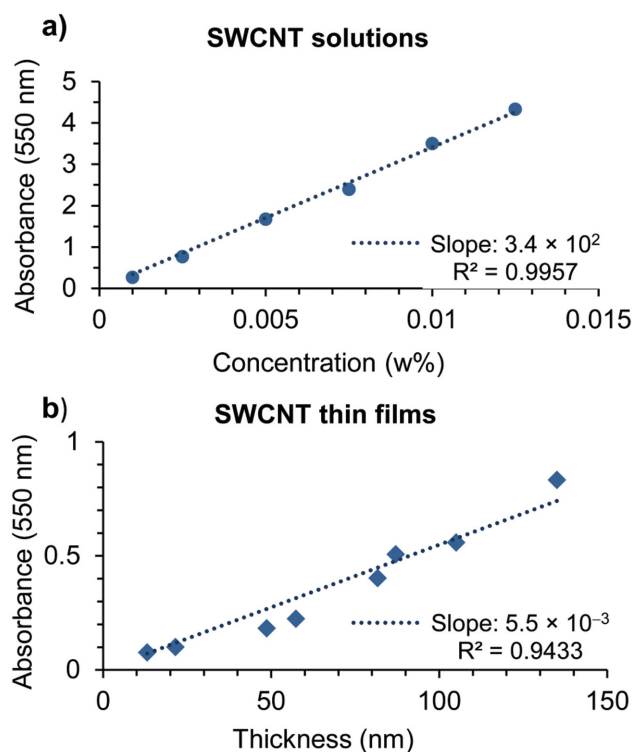 a)
SWCNT solutions
Absorbance (550 nm)
5
4
3
2
1
0
Slope: 3.4 × 10²
R² = 0.9957
0 0.005 0.01 0.015
Concentration (w%)
b)
SWCNT thin films
Absorbance (550 nm)
1
0.5
0
Slope: 5.5 × 10⁻³
R² = 0.9433
0 50 100 150
Thickness (nm)